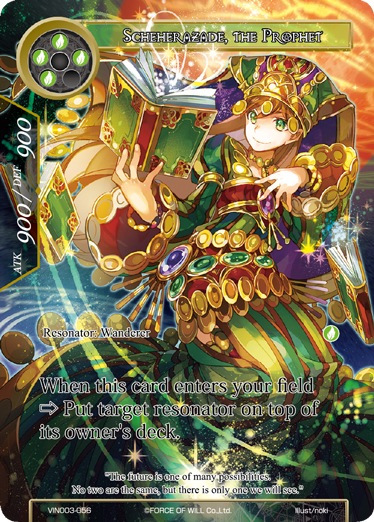 Scheherazade, the Prophet
ATK 900 / DEF 900
Resonator: Wanderer
When this card enters your field
⇨ Put target resonator on top of
its owner's deck.
"The future is one of many possibilities.
No two are the same, but there is only one we will see."
VIN003-056 ©FORCE OF WILL Co.,Ltd. Illust/noki